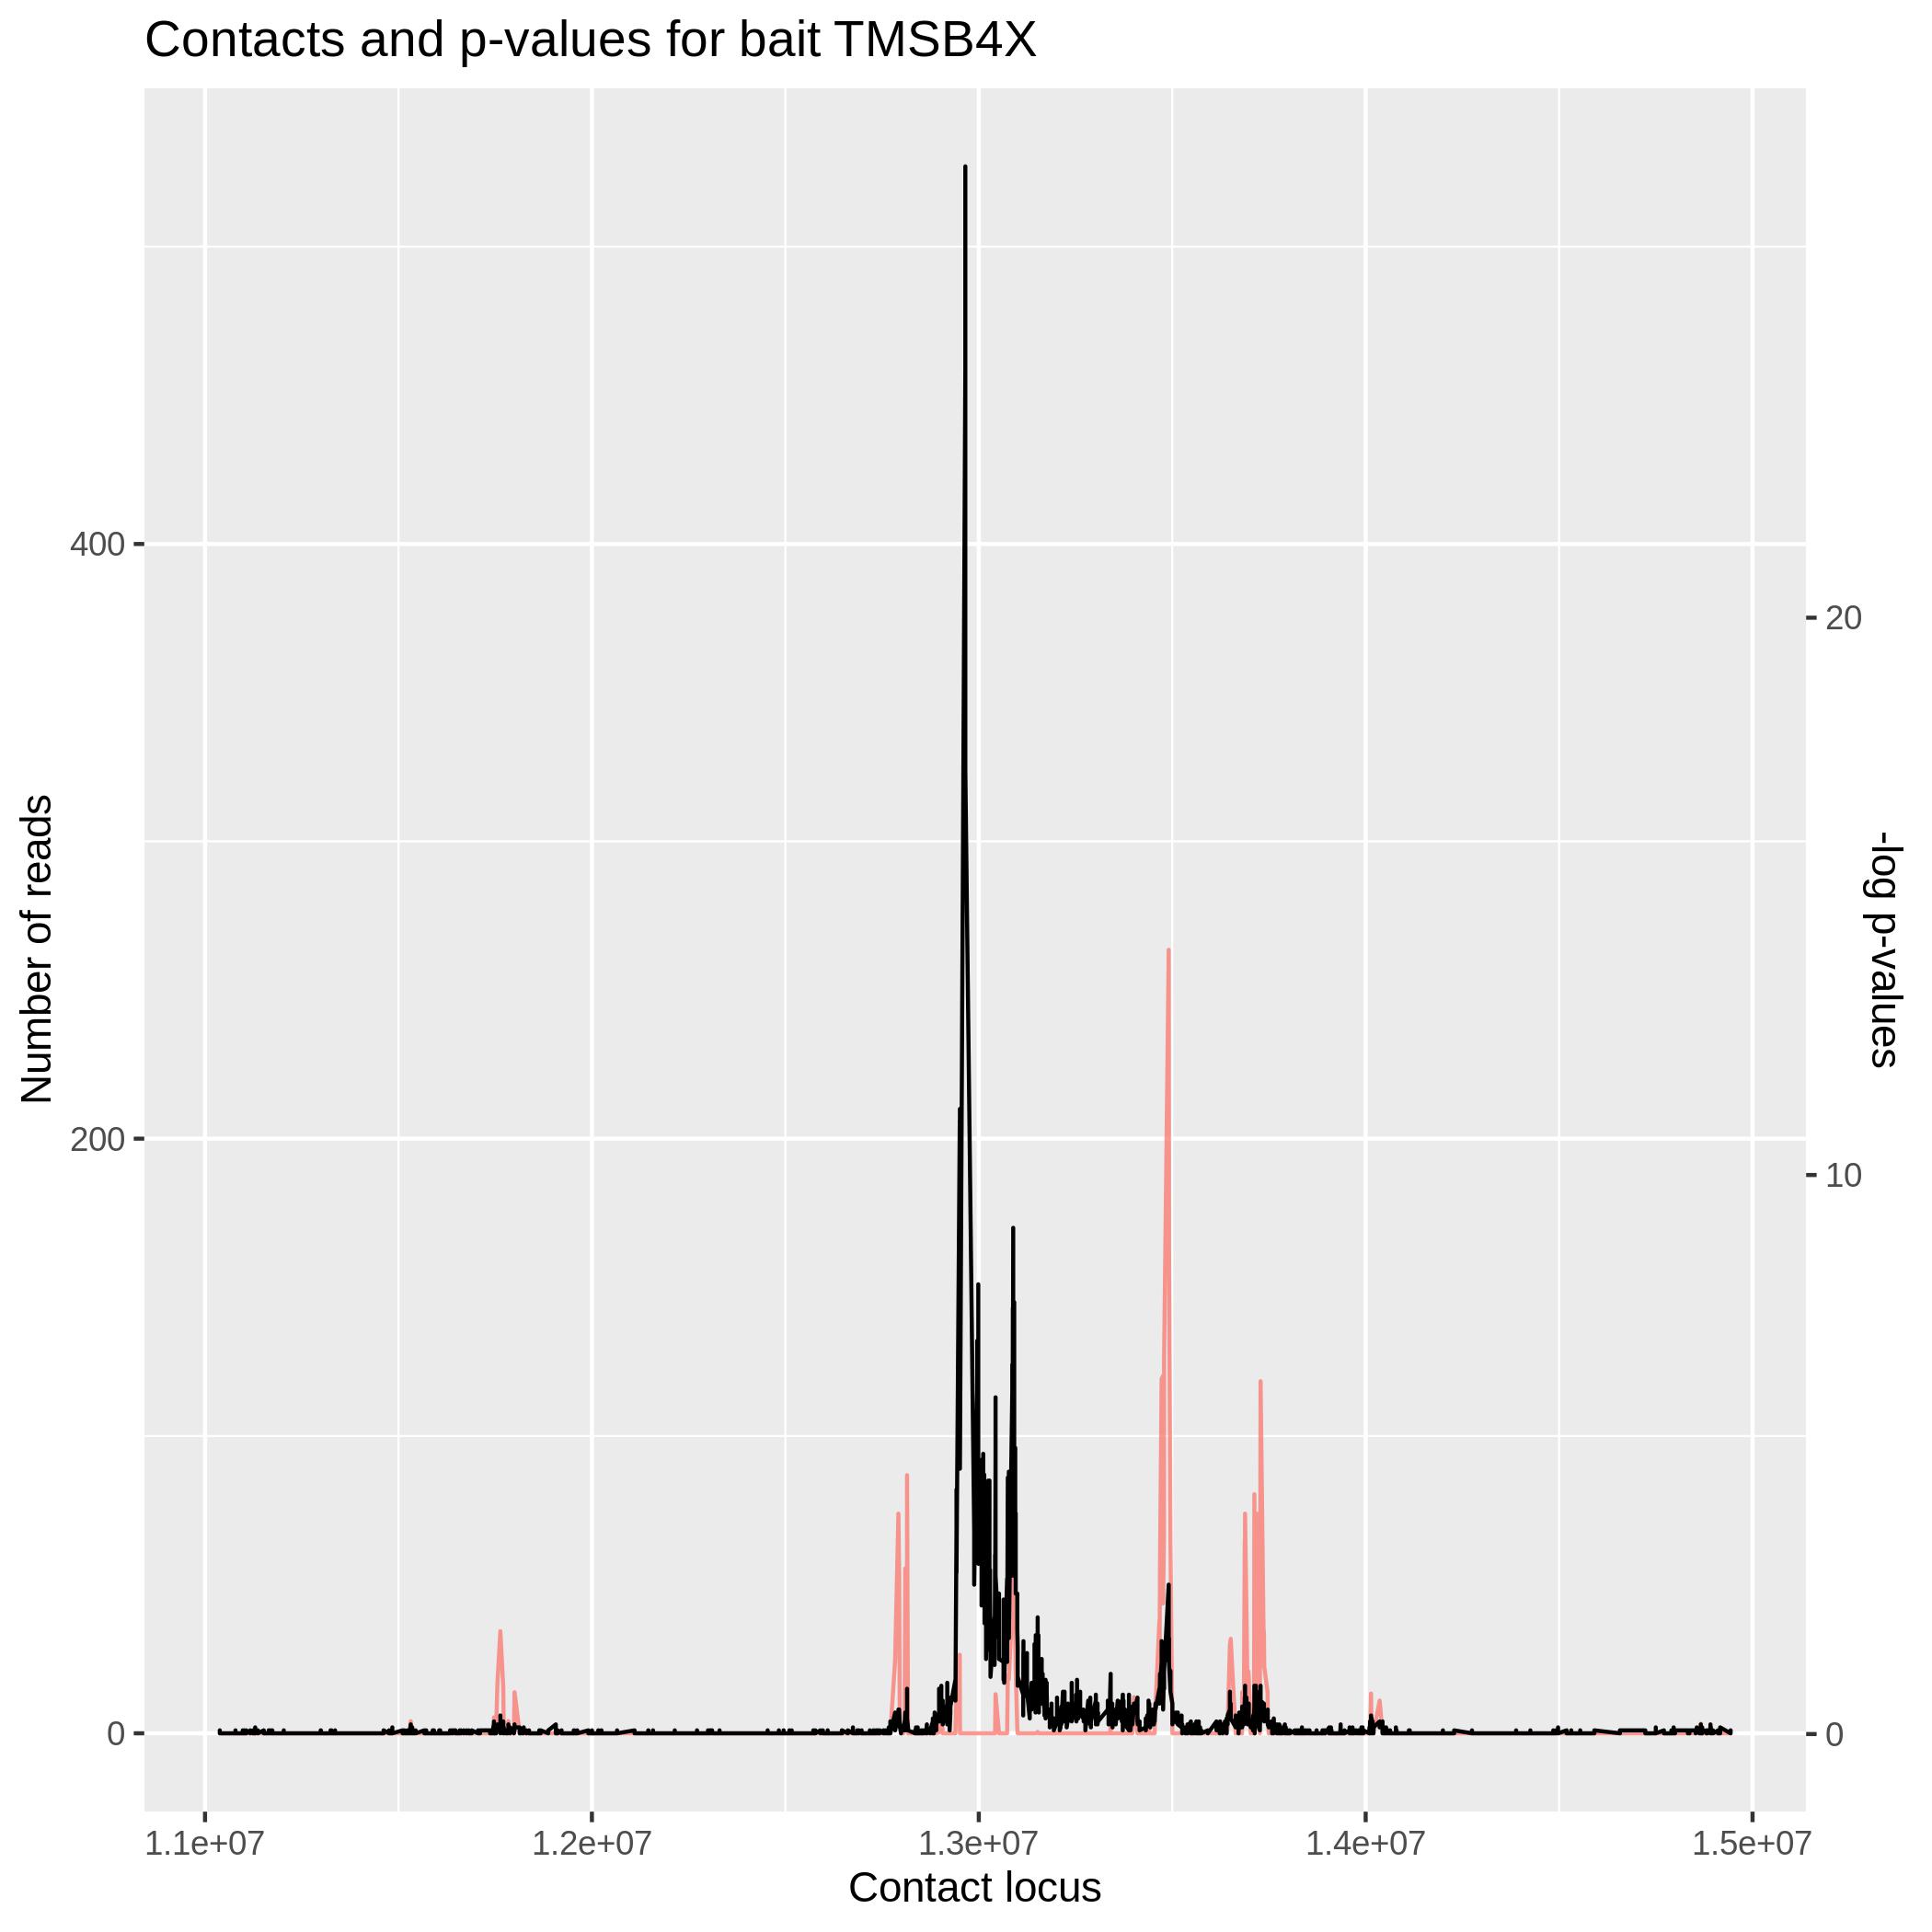 Contacts and p-values for bait TMSB4X
Number of reads
400
200
0
20
10
0
-log p-values
1.1e+07
1.2e+07
1.3e+07
1.4e+07
1.5e+07
Contact locus